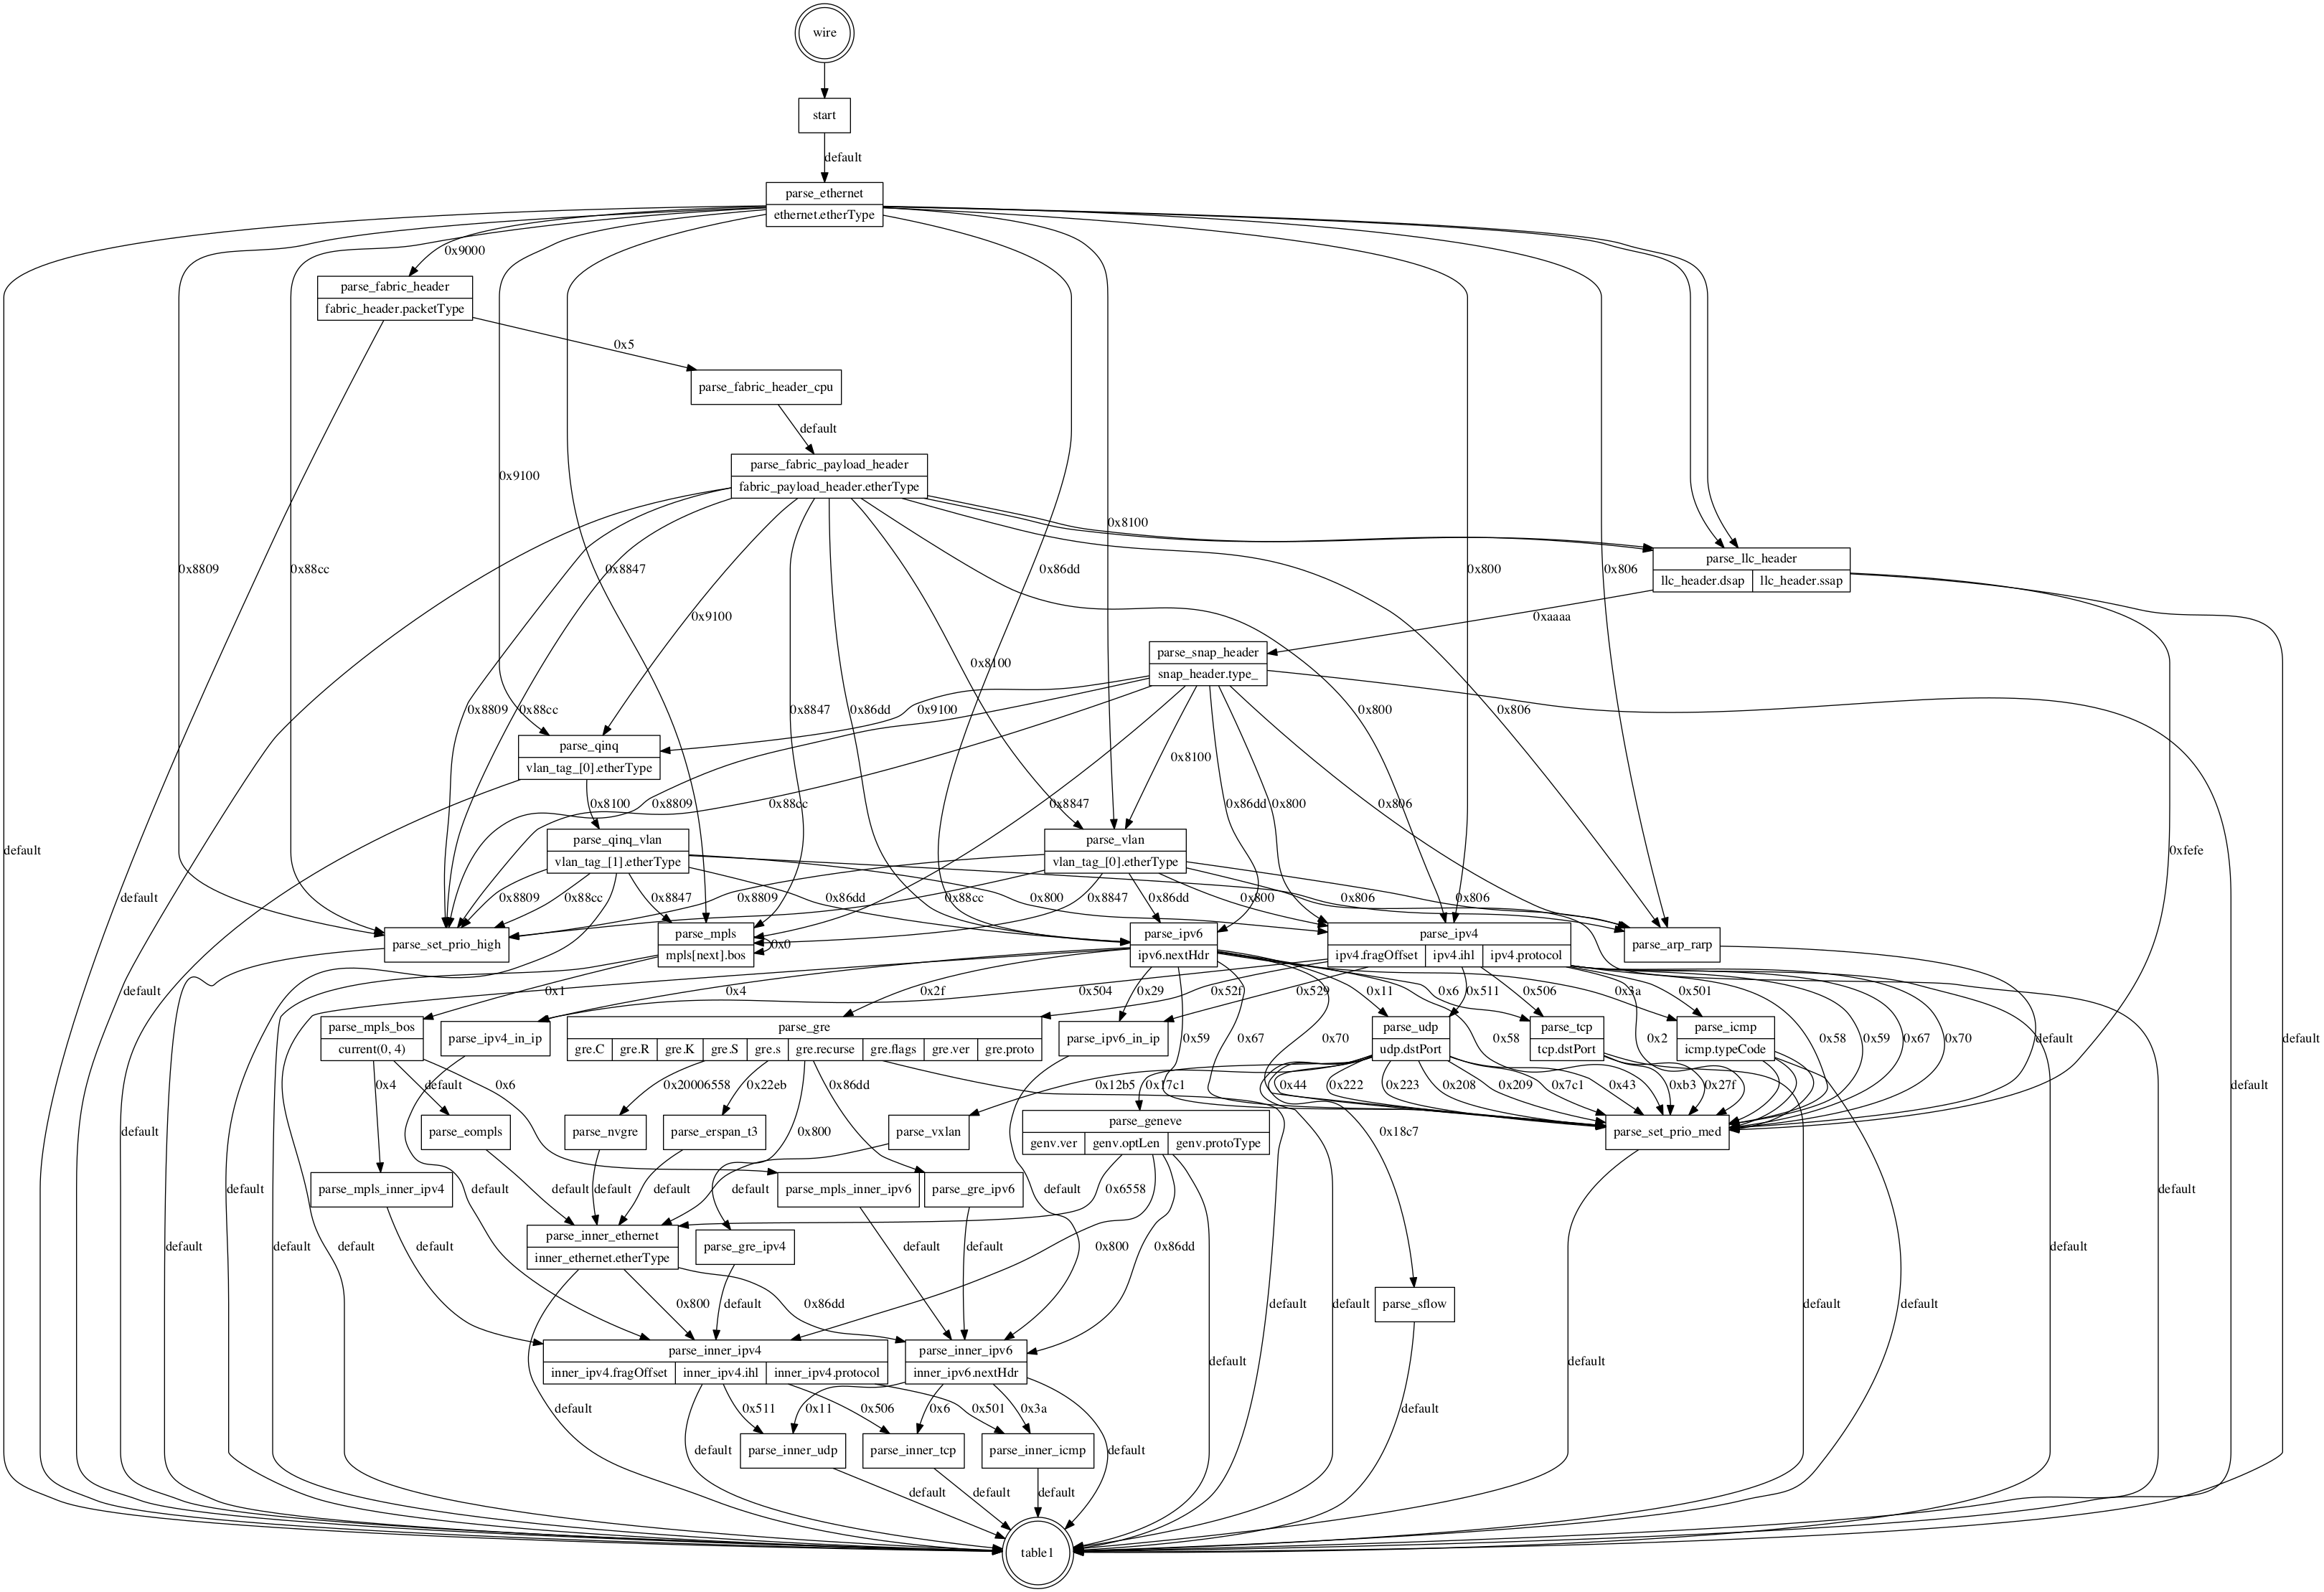 wire
start
default
parse_ethernet
ethernet.etherType
0x9000
parse_fabric_header
fabric_header.packetType
0x5
parse_fabric_header_cpu
default
parse_fabric_payload_header
fabric_payload_header.etherType
0x9100
0x8100
0x8809 0x88cc 0x8847 0x86dd 0x800 0x806
parse_llc_header
llc_header.dsap llc_header.ssap
0x9100 0xaaaa
parse_snap_header
snap_header.type_
0x8100
0x8809 0x88cc 0x8847 0x86dd 0x9100 0x800 0x806
parse_qinq
vlan_tag_[0].etherType
0x8100
0x8100 0x8809 0x88cc 0x8847 0x86dd 0x800 0x806
parse_qinq_vlan
vlan_tag_[1].etherType
parse_vlan
vlan_tag_[0].etherType
default 0xfefe default
default
0x8809 0x88cc 0x8847 0x86dd 0x8809 0x88cc 0x800 0x8847 0x86dd 0x800 0x806 0x806
parse_set_prio_high
parse_mpls
mpls[next].bos
0x0
parse_ipv6
ipv6.nextHdr
parse_ipv4
ipv4.fragOffset ipv4.ihl ipv4.protocol
parse_arp_rarp
default 0x1 0x4 0x2f 0x504 0x52f 0x29 0x529 0x11 0x6 0x511 0x506 0x3a 0x501
0x59 0x67 0x70 0x58 0x2 0x58 0x59 0x67 0x70 default
parse_mpls_bos
current(0, 4)
parse_ipv4_in_ip
parse_gre
gre.C gre.R gre.K gre.S gre.s gre.recurse gre.flags gre.ver gre.proto
parse_ipv6_in_ip
parse_udp
udp.dstPort
parse_tcp
tcp.dstPort
parse_icmp
icmp.typeCode
0x4 default 0x6 0x20006558 0x22eb 0x86dd 0x12b5 0x17c1 0x44 0x222 0x223 0x208 0x209 0x7c1 0x43 0xb3 0x27f default
default 0x800 0x18c7
parse_eompls
parse_nvgre
parse_erspan_t3
parse_vxlan
parse_geneve
genv.ver genv.optLen genv.protoType
parse_set_prio_med
parse_mpls_inner_ipv4
default default default default default
parse_mpls_inner_ipv6
parse_gre_ipv6
default 0x6558 default
parse_inner_ethernet
inner_ethernet.etherType
parse_gre_ipv4
default default default default default default default 0x800 0x86dd default
0x800 default 0x86dd
parse_sflow
default default default default
parse_inner_ipv4
inner_ipv4.fragOffset inner_ipv4.ihl inner_ipv4.protocol
parse_inner_ipv6
inner_ipv6.nextHdr
default default
default 0x511 0x11 0x506 0x6 0x501 0x3a default
parse_inner_udp
parse_inner_tcp
parse_inner_icmp
default default
default default default
table1